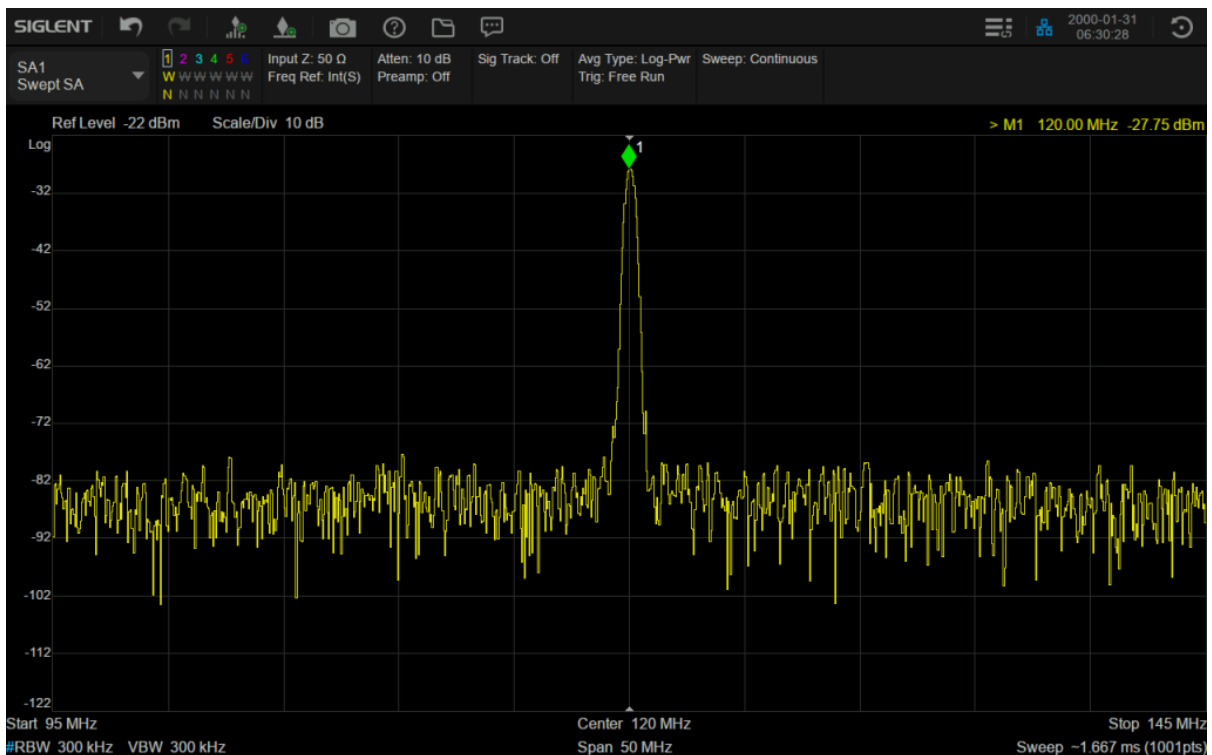 SIGLENT
2000-01-31
06:30:28
SA1
Swept SA
1 2 3 4 5 6
W W W W W W
N N N N N N
Input Z: 50 Ω
Freq Ref: Int(S)
Atten: 10 dB
Preamp: Off
Sig Track: Off
Avg Type: Log-Pwr
Trig: Free Run
Sweep: Continuous
Ref Level -22 dBm Scale/Div 10 dB
> M1 120.00 MHz -27.75 dBm
Log
1
-32
-42
-52
-62
-72
-82
-92
-102
-112
-122
Start 95 MHz Center 120 MHz Stop 145 MHz
#RBW 300 kHz VBW 300 kHz Span 50 MHz Sweep ~1.667 ms (1001pts)